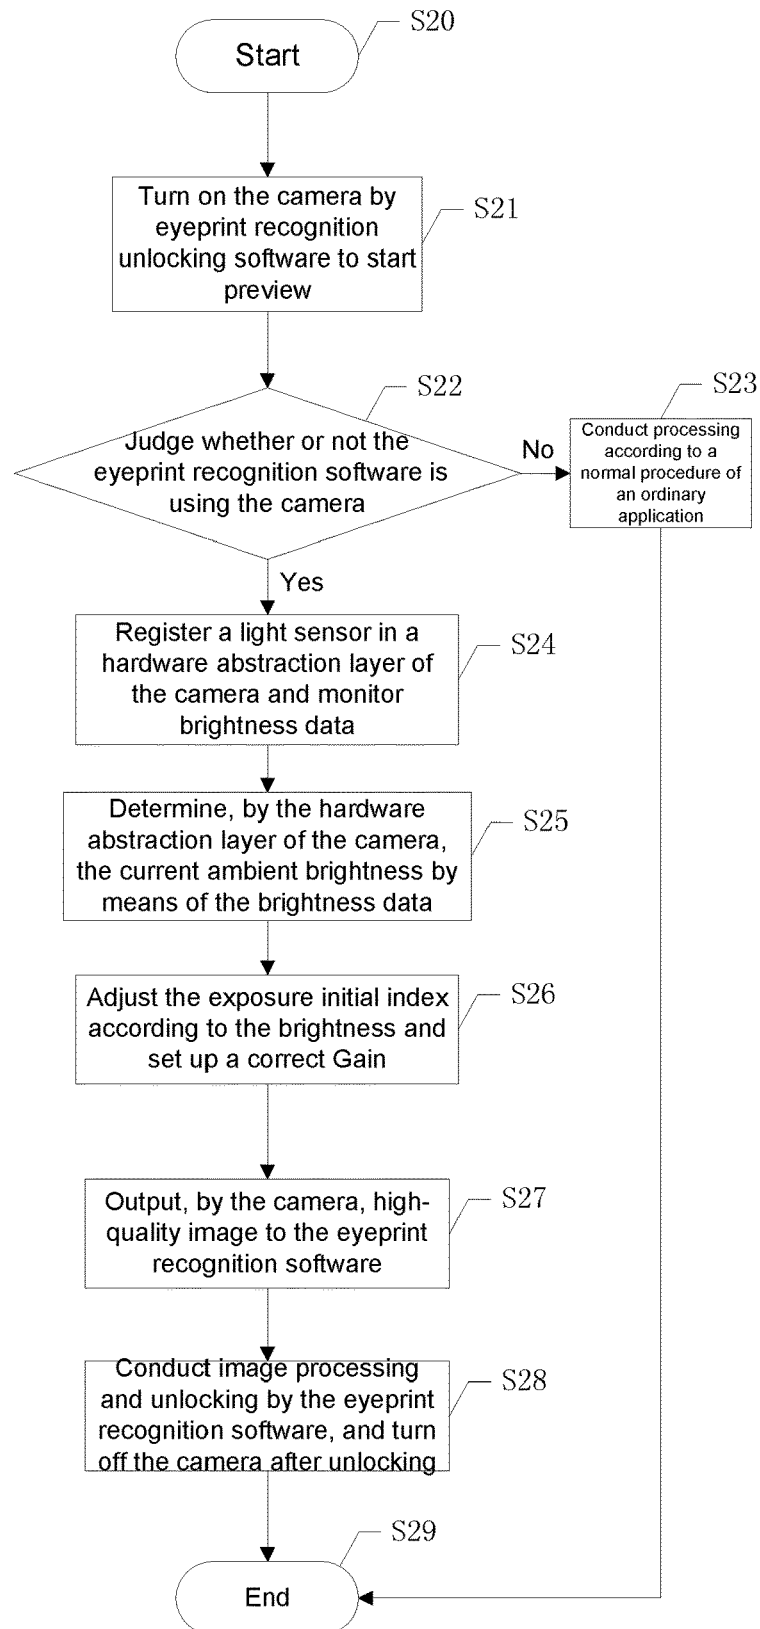 S20
Start
Turn on the camera by
eyeprint recognition
unlocking software to start
preview
S21
S22
Judge whether or not the
eyeprint recognition software is
using the camera
No
S23
Conduct processing
according to a
normal procedure of
an ordinary
application
Yes
Register a light sensor in a
hardware abstraction layer of
the camera and monitor
brightness data
S24
Determine, by the hardware
abstraction layer of the camera,
the current ambient brightness by
means of the brightness data
S25
Adjust the exposure initial index
according to the brightness and
set up a correct Gain
S26
Output, by the camera, high-
quality image to the eyeprint
recognition software
S27
Conduct image processing
and unlocking by the eyeprint
recognition software, and turn
off the camera after unlocking
S28
S29
End